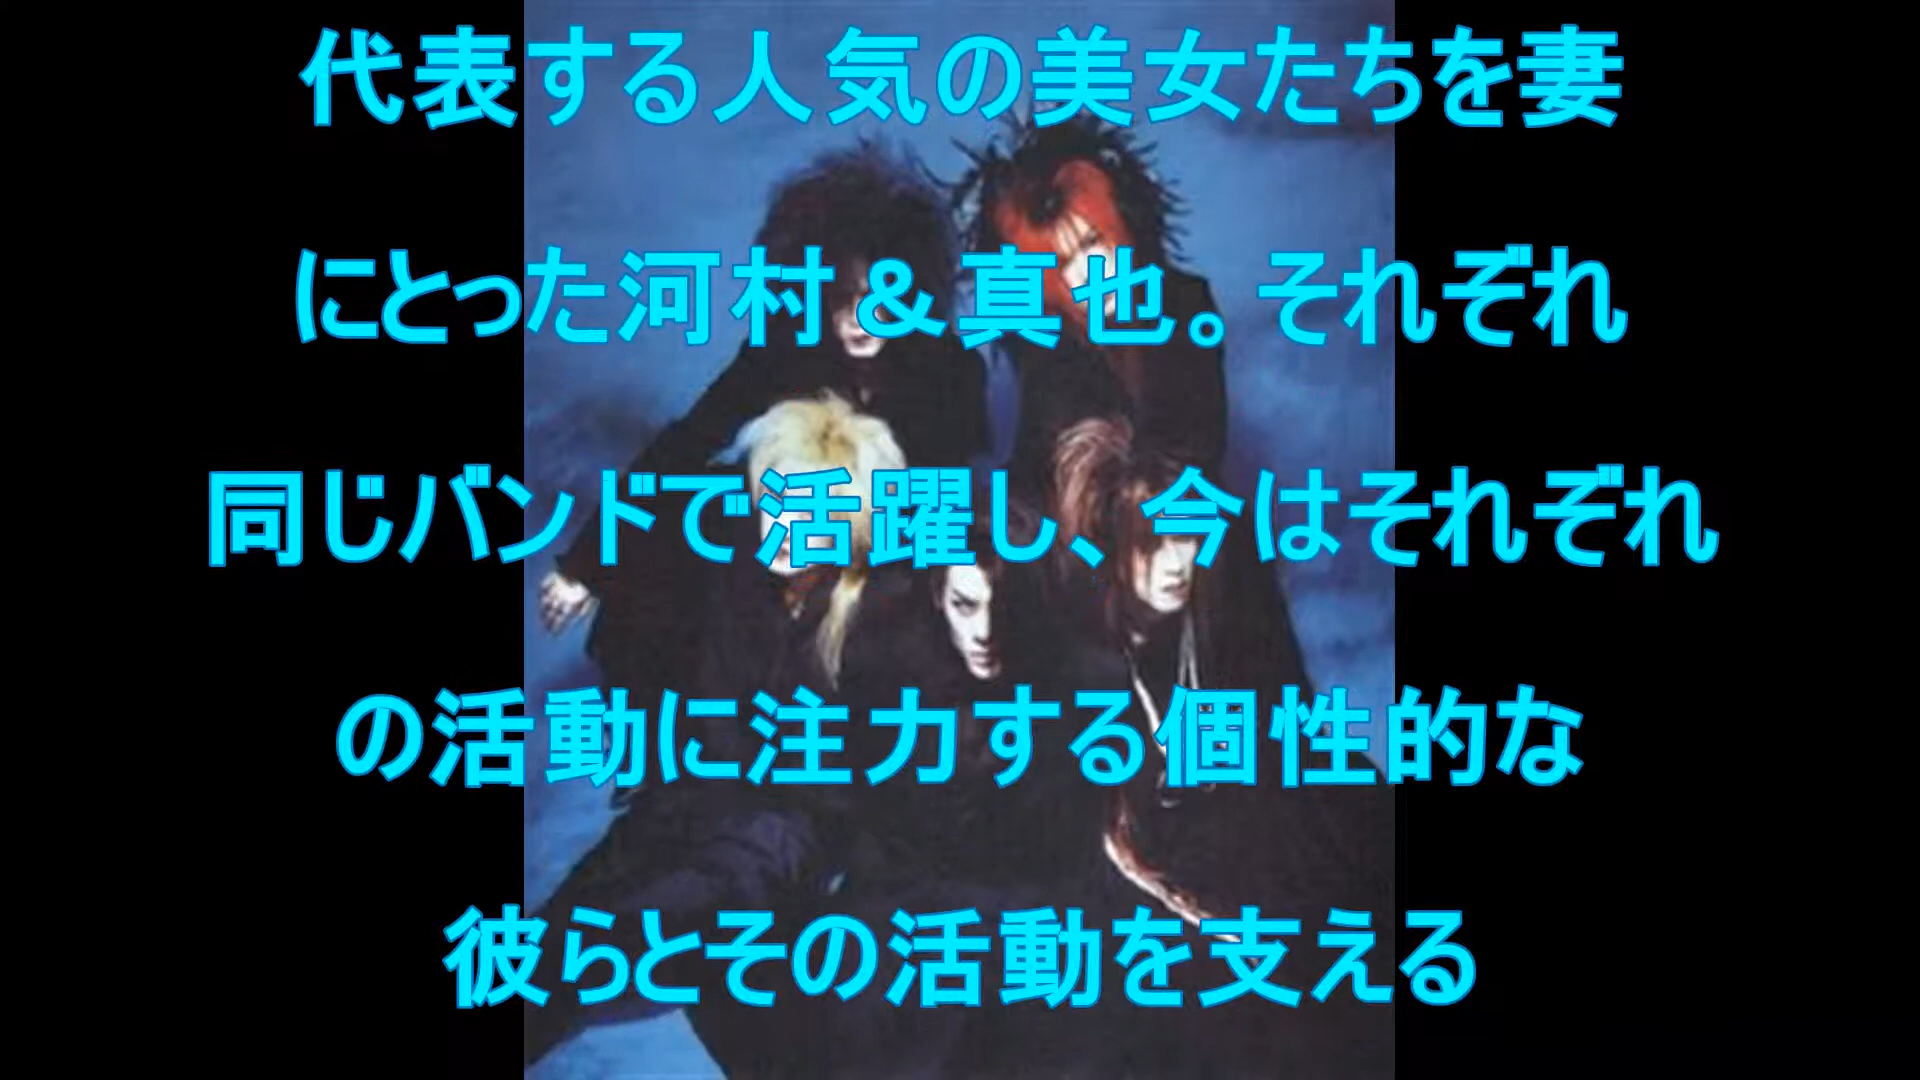 代表する人気の美女たちを妻
にとった河村＆真也。それぞれ
同じバンドで活躍し、今はそれぞれ
の活動に注力する個性的な
彼らとその活動を支える